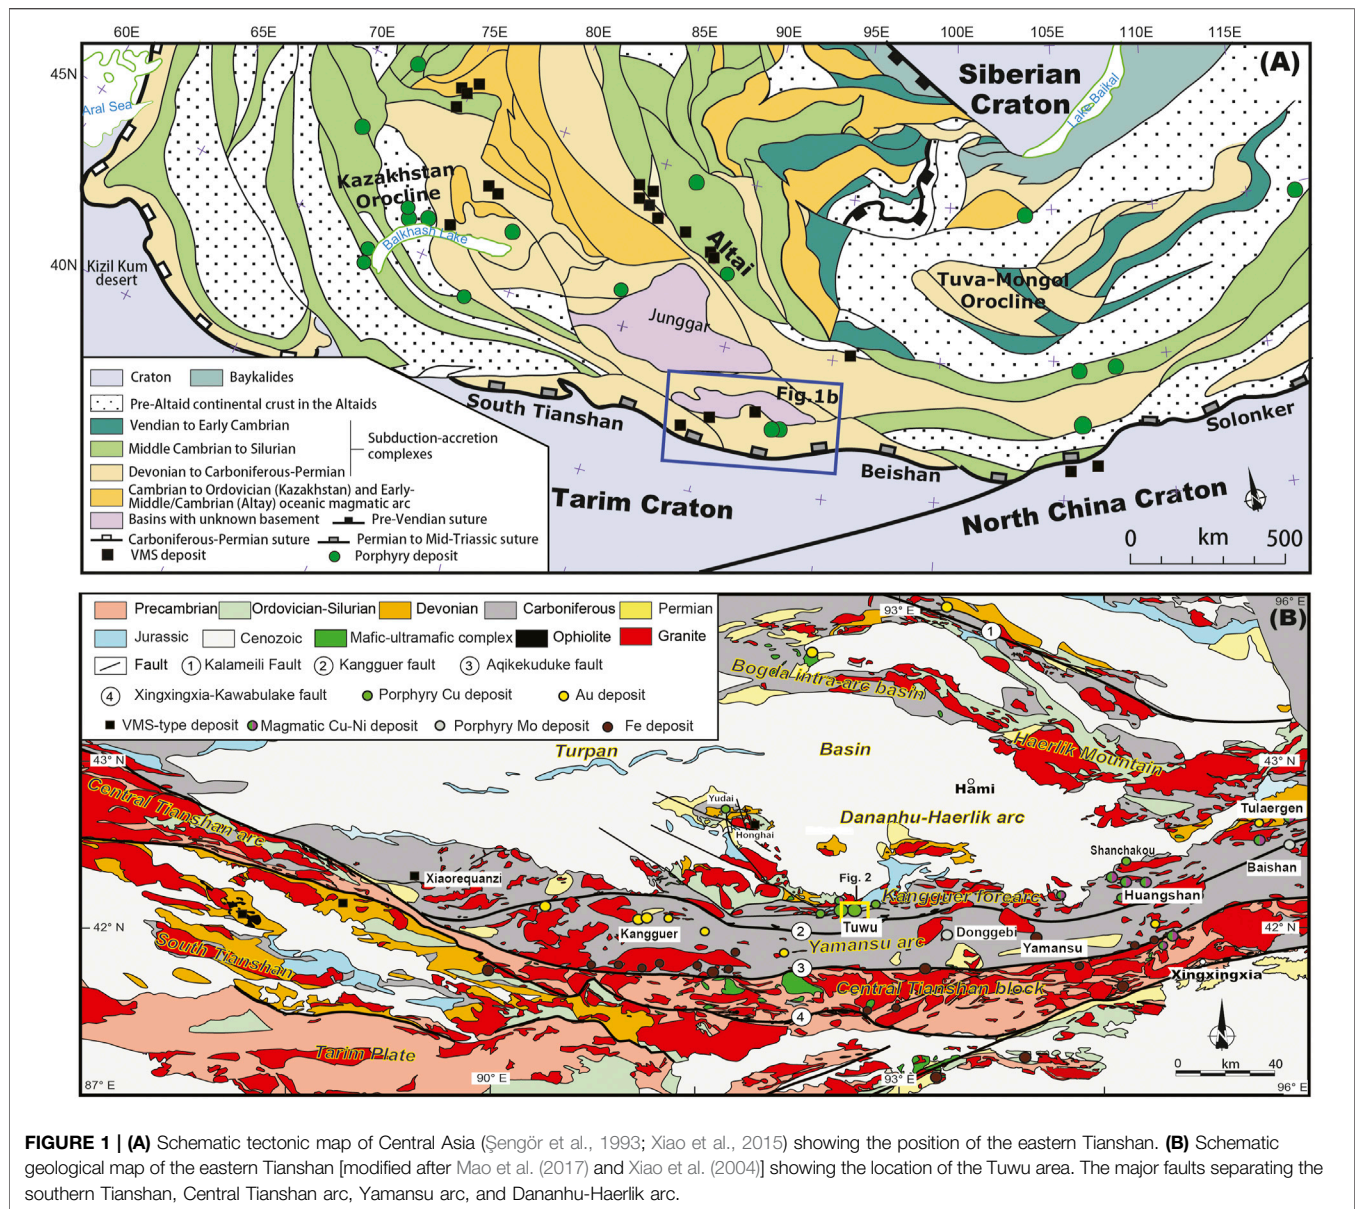 60E 65E 70E 75E 80E 85E 90E 95E 100E 105E 110E 115E
45N
40N
(A)
Siberian
Craton
Lake Baikal
Aral Sea
Kazakhstan
Orocline
Balkhash Lake
Altai
Kizil Kum
desert
Tuva-Mongol
Orocline
Junggar
Fig.1b
South Tianshan
Beishan
Solonker
Tarim Craton
North China Craton
0 km 500
Craton Baykalides
Pre-Altaid continental crust in the Altaids
Vendian to Early Cambrian
Middle Cambrian to Silurian
Devonian to Carboniferous-Permian
Subduction-accretion
complexes
Cambrian to Ordovician (Kazakhstan) and Early-
Middle/Cambrian (Altay) oceanic magmatic arc
Basins with unknown basement Pre-Vendian suture
Carboniferous-Permian suture Permian to Mid-Triassic suture
VMS deposit Porphyry deposit
Precambrian Ordovician-Silurian Devonian Carboniferous Permian
Jurassic Cenozoic Mafic-ultramafic complex Ophiolite Granite
Fault 1 Kalameili Fault 2 Kangguer fault 3 Aqikekuduke fault
4 Xingxingxia-Kawabulake fault Porphyry Cu deposit Au deposit
VMS-type deposit Magmatic Cu-Ni deposit Porphyry Mo deposit Fe deposit
93° E
96° E
(B)
1
Bogda intra-arc basin
Turpan Basin
Haerlik Mountain
43° N
43° N
Central Tianshan arc
Hami
Yudai
Honghai
Dananhu-Haerlik arc
Tulaergen
Shanchakou
Baishan
Xiaorequanzi
Fig. 2
Kangguer forearc
Huangshan
42° N
42° N
Kangguer
2
Tuwu
Yamansu arc
Donggebi
Yamansu
South Tianshan
3
Xingxingxia
Central Tianshan block
4
Tarim Plate
0 km 40
87° E
90° E
93° E
96° E
FIGURE 1 | (A) Schematic tectonic map of Central Asia (Şengör et al., 1993; Xiao et al., 2015) showing the position of the eastern Tianshan. (B) Schematic
geological map of the eastern Tianshan [modified after Mao et al. (2017) and Xiao et al. (2004)] showing the location of the Tuwu area. The major faults separating the
southern Tianshan, Central Tianshan arc, Yamansu arc, and Dananhu-Haerlik arc.